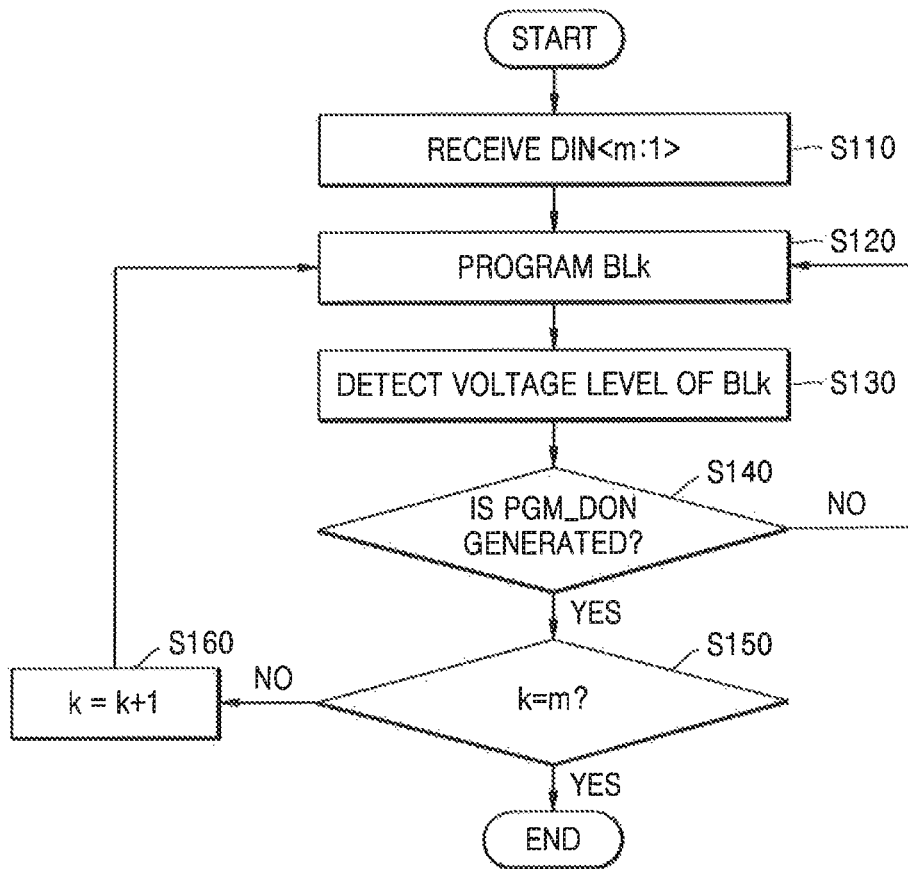 START
RECEIVE DIN<m:1>
S110
S120
PROGRAM BLk
DETECT VOLTAGE LEVEL OF BLk
S130
S140
IS PGM_DON
GENERATED?
NO
YES
S160
S150
k = k+1
NO
k=m?
YES
END